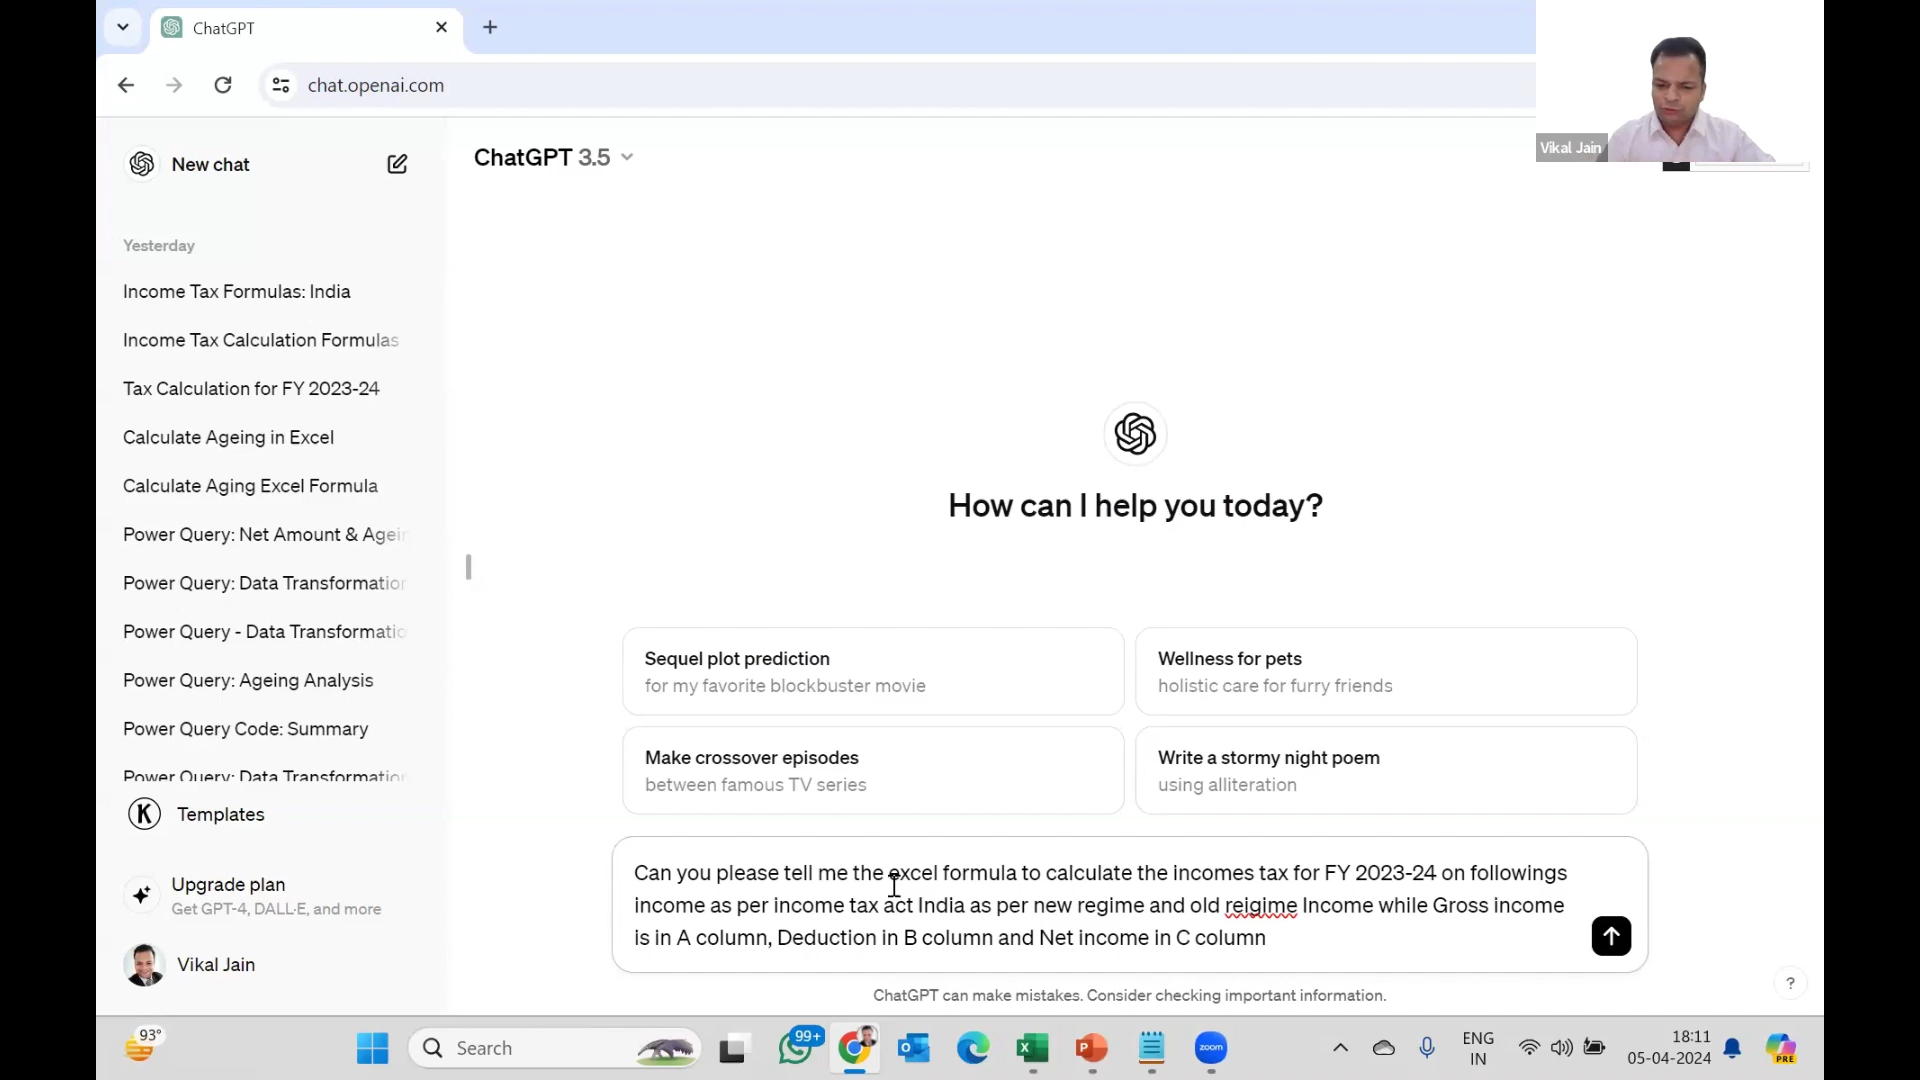 ChatGPT
chat.openai.com
Vikal Jain
New chat
ChatGPT 3.5
Yesterday
Income Tax Formulas: India
Income Tax Calculation Formulas
Tax Calculation for FY 2023-24
Calculate Ageing in Excel
Calculate Aging Excel Formula
Power Query: Net Amount & Agein
Power Query: Data Transformation
Power Query - Data Transformatio
Power Query: Ageing Analysis
Power Query Code: Summary
Power Query: Data Transformation
Templates
Upgrade plan
Get GPT-4, DALL·E, and more
Vikal Jain
How can I help you today?
Sequel plot prediction
for my favorite blockbuster movie
Wellness for pets
holistic care for furry friends
Make crossover episodes
between famous TV series
Write a stormy night poem
using alliteration
Can you please tell me the excel formula to calculate the incomes tax for FY 2023-24 on followings
income as per income tax act India as per new regime and old reigime Income while Gross income
is in A column, Deduction in B column and Net income in C column
ChatGPT can make mistakes. Consider checking important information.
?
93°
Search
99+
zoom
ENG
IN
18:11
05-04-2024
PRE